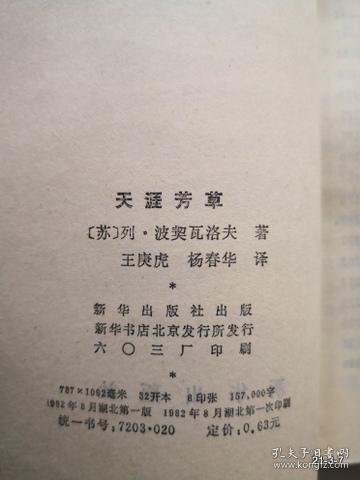 天涯芳草
〔苏〕列·波契瓦洛夫 著
王庚虎 杨春华 译
*
新华出版社出版
新华书店北京发行所发行
六〇三厂印刷
*
787×1092毫米 32开本 8印张 157,000字
1982年8月湖北第一版 1982年8月湖北第一次印刷
统一书号:7203·020 定价:0.63元
21-3-7
孔夫子旧书网